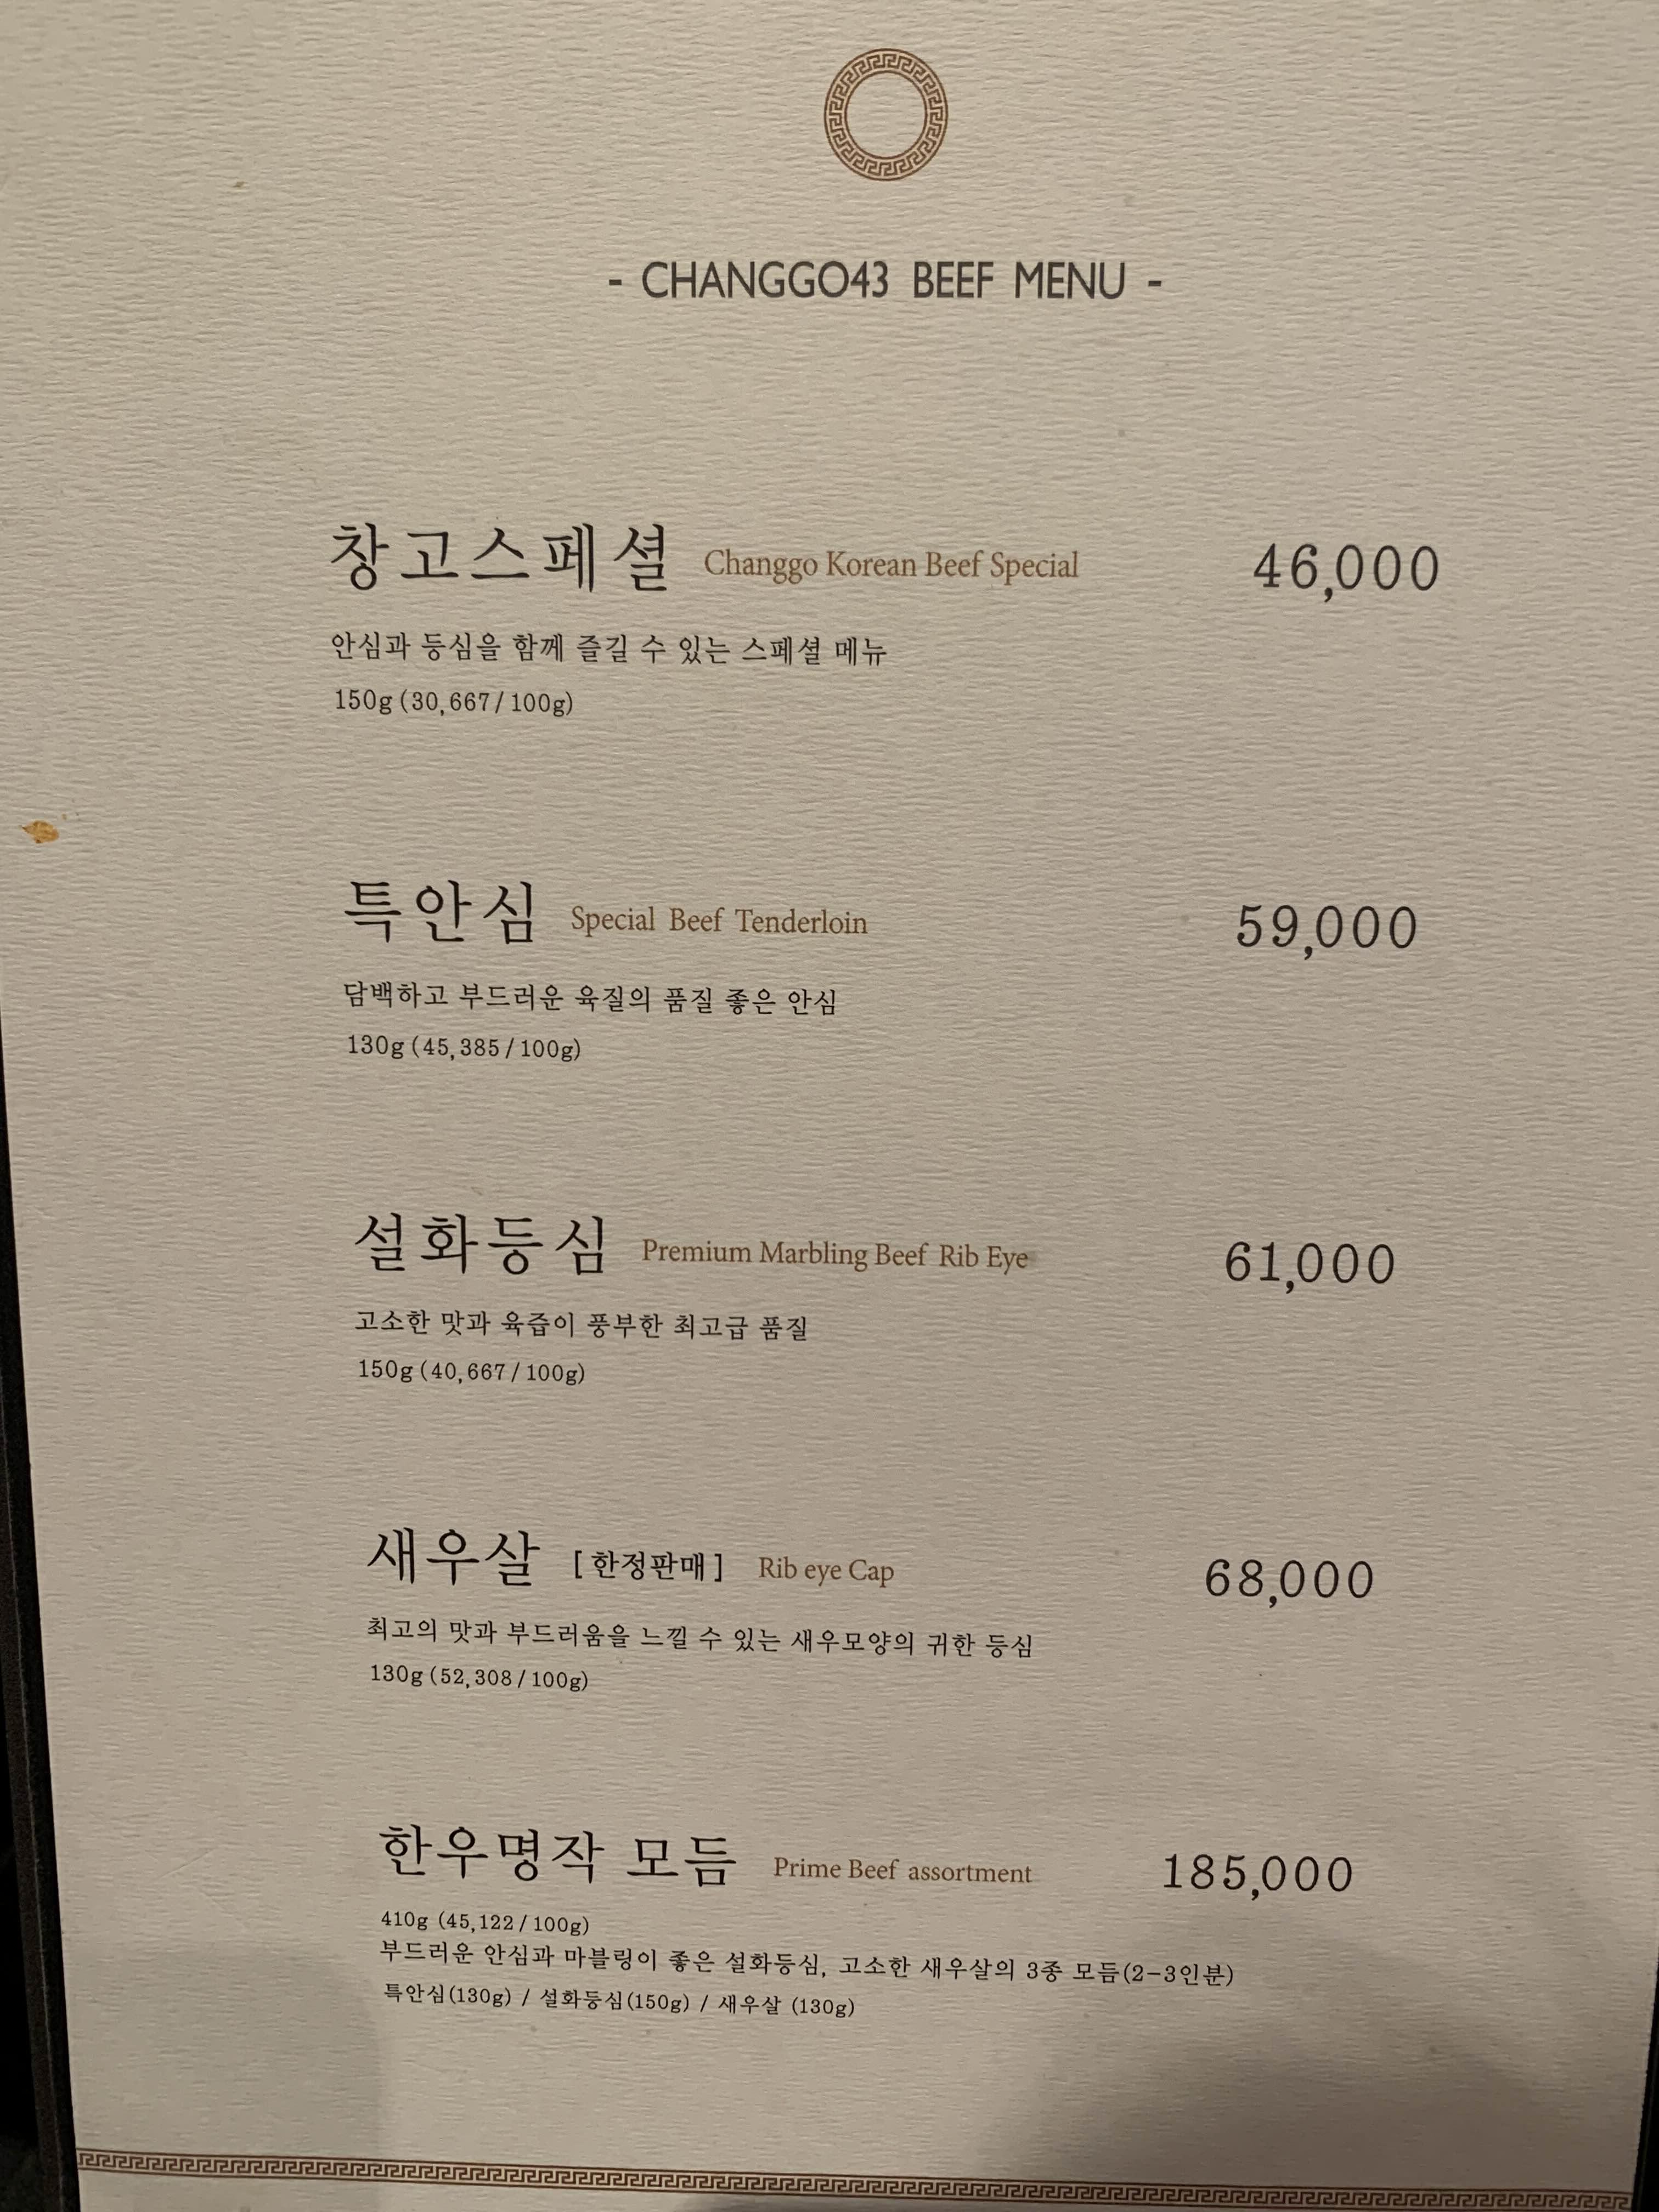 - CHANGGO43 BEEF MENU -
창고스페셜 Changgo Korean Beef Special 46,000
안심과 등심을 함께 즐길 수 있는 스페셜 메뉴
150g (30,667/100g)
특안심 Special Beef Tenderloin 59,000
담백하고 부드러운 육질의 품질 좋은 안심
130g (45,385/100g)
설화등심 Premium Marbling Beef Rib Eye 61,000
고소한 맛과 육즙이 풍부한 최고급 품질
150g (40,667/100g)
새우살 [한정판매] Rib eye Cap 68,000
최고의 맛과 부드러움을 느낄 수 있는 새우모양의 귀한 등심
130g (52,308/100g)
한우명작 모듬 Prime Beef assortment 185,000
410g (45,122/100g)
부드러운 안심과 마블링이 좋은 설화등심, 고소한 새우살의 3종 모듬(2-3인분)
특안심(130g) / 설화등심(150g) / 새우살 (130g)